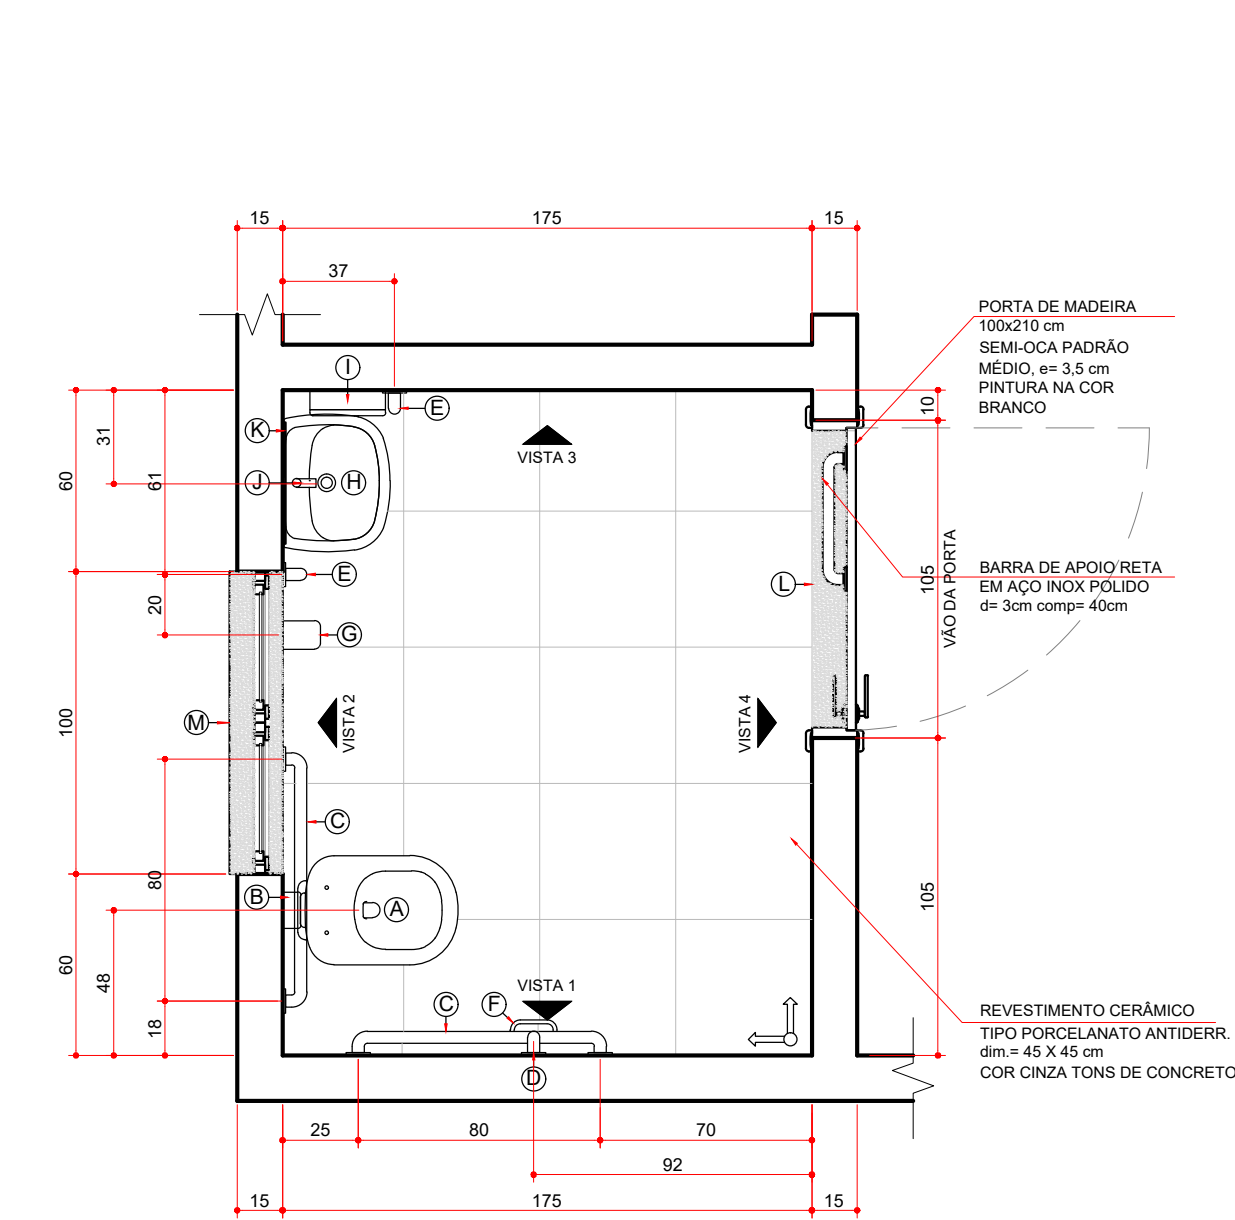 15
175
15
37
PORTA DE MADEIRA
100x210 cm
SEMI-OCA PADRÃO
MÉDIO, e= 3,5 cm
PINTURA NA COR
BRANCO
I
E
10
K
31
VISTA 3
60
61
J
H
E
BARRA DE APOIO RETA
EM AÇO INOX POLIDO
d= 3cm comp= 40cm
105
VÃO DA PORTA
L
20
G
M
100
VISTA 2
VISTA 4
C
80
B
A
105
60
48
VISTA 1
C
F
18
REVESTIMENTO CERÂMICO
TIPO PORCELANATO ANTIDERR.
dim.= 45 X 45 cm
COR CINZA TONS DE CONCRETO
D
25
80
70
92
15
175
15